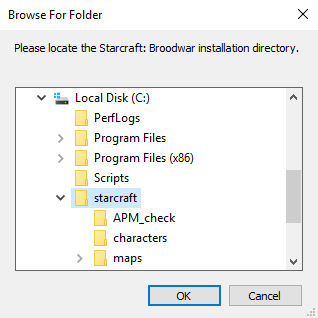 Browse For Folder
Please locate the Starcraft: Broodwar installation directory.
Local Disk (C:)
PerfLogs
Program Files
Program Files (x86)
Scripts
starcraft
APM_check
characters
maps
OK Cancel